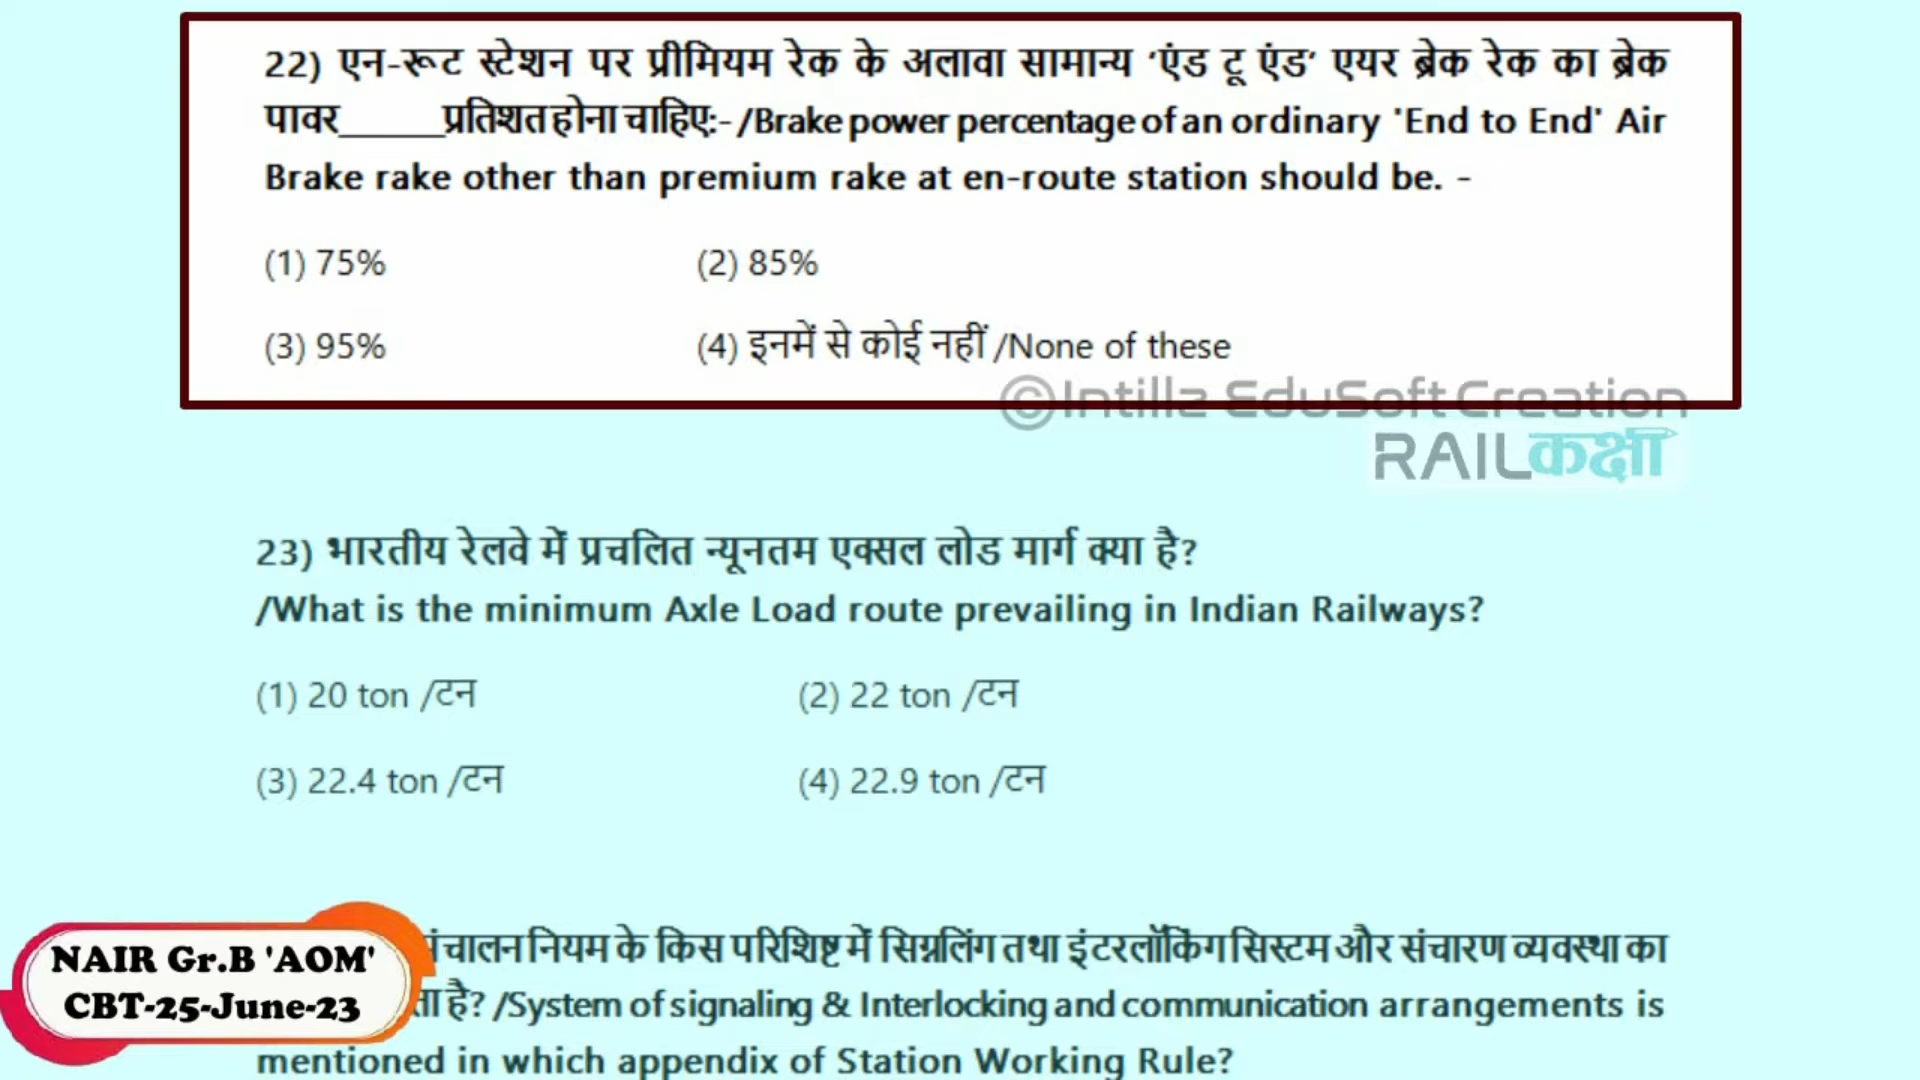 22) एन-रूट स्टेशन पर प्रीमियम रेक के अलावा सामान्य ‘एंड टू एंड’ एयर ब्रेक रेक का ब्रेक
पावर_____प्रतिशत होना चाहिए:- /Brake power percentage of an ordinary 'End to End' Air
Brake rake other than premium rake at en-route station should be. -
(1) 75% (2) 85%
(3) 95% (4) इनमें से कोई नहीं /None of these
©Intilla EduSoft Creation
RAILकक्षा
23) भारतीय रेलवे में प्रचलित न्यूनतम एक्सल लोड मार्ग क्या है?
/What is the minimum Axle Load route prevailing in Indian Railways?
(1) 20 ton /टन (2) 22 ton /टन
(3) 22.4 ton /टन (4) 22.9 ton /टन
नियम के किस परिशिष्ट में सिग्नलिंग तथा इंटरलॉकिंग सिस्टम और संचारण व्यवस्था का
है? /System of signaling & Interlocking and communication arrangements is
mentioned in which appendix of Station Working Rule?
NAIR Gr.B 'AOM'
CBT-25-June-23